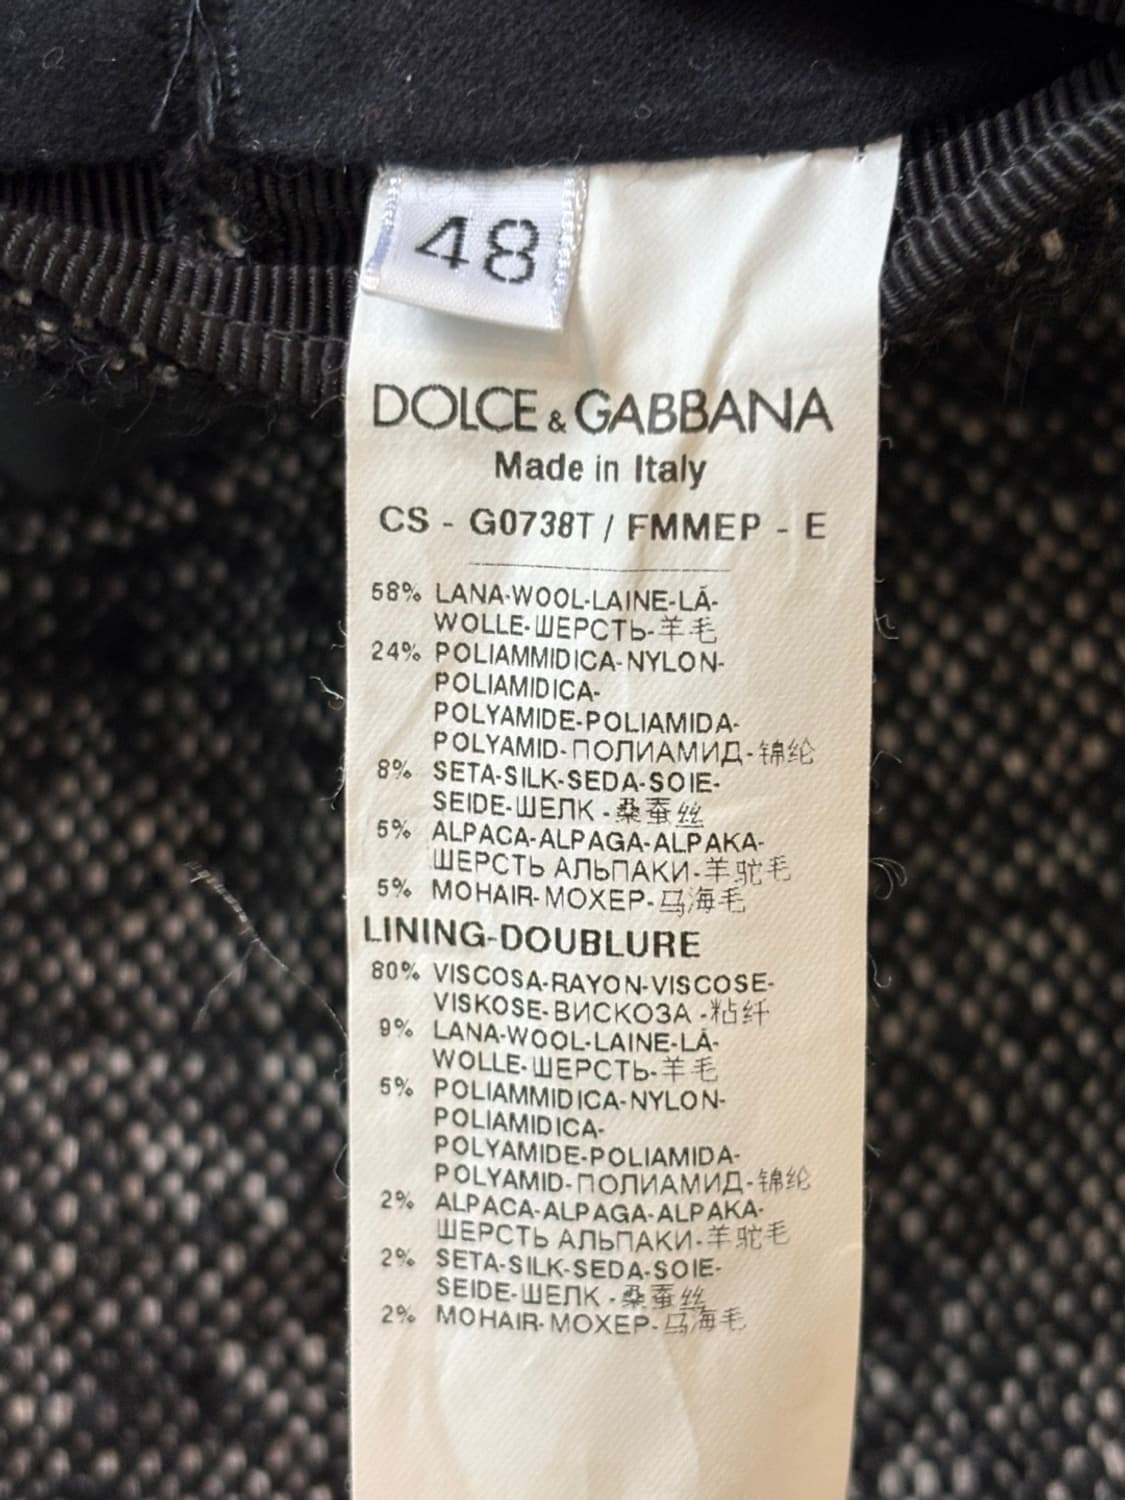 48
DOLCE & GABBANA
Made in Italy
CS - G0738T / FMMEP - E
58% LANA-WOOL-LAINE-LÃ-
WOLLE-ШЕРСТЬ-羊毛
24% POLIAMMIDICA-NYLON-
POLIAMIDICA-
POLYAMIDE-POLIAMIDA-
POLYAMID-ПОЛИАМИД-锦纶
8% SETA-SILK-SEDA-SOIE-
SEIDE-ШЕЛК-桑蚕丝
5% ALPACA-ALPAGA-ALPAKA-
ШЕРСТЬ АЛЬПАКИ-羊驼毛
5% MOHAIR-МОХЕР-马海毛
LINING-DOUBLURE
80% VISCOSA-RAYON-VISCOSE-
VISKOSE-ВИСКОЗА-粘纤
9% LANA-WOOL-LAINE-LÃ-
WOLLE-ШЕРСТЬ-羊毛
5% POLIAMMIDICA-NYLON-
POLIAMIDICA-
POLYAMIDE-POLIAMIDA-
POLYAMID-ПОЛИАМИД-锦纶
2% ALPACA-ALPAGA-ALPAKA-
ШЕРСТЬ АЛЬПАКИ-羊驼毛
2% SETA-SILK-SEDA-SOIE-
SEIDE-ШЕЛК-桑蚕丝
2% MOHAIR-МОХЕР-马海毛